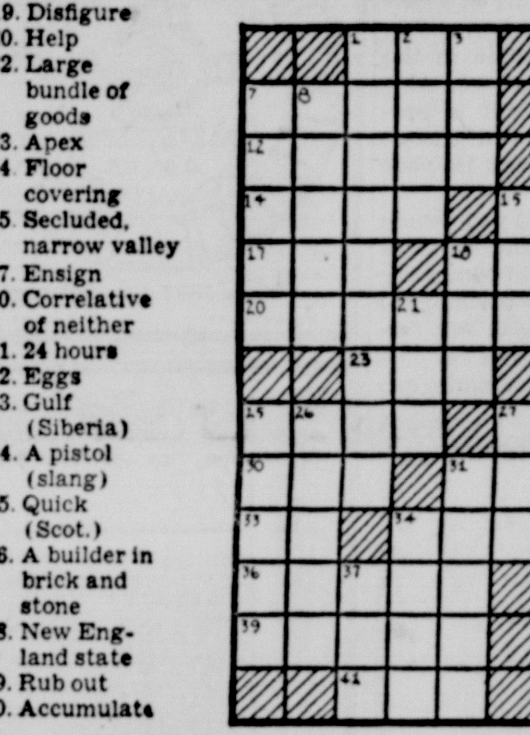 9. Disfigure
0. Help
2. Large
bundle of
goods
3. Apex
4. Floor
covering
5. Secluded,
narrow valley
7. Ensign
0. Correlative
of neither
1. 24 hours
2. Eggs
3. Gulf
(Siberia)
4. A pistol
(slang)
5. Quick
(Scot.)
6. A builder in
brick and
stone
8. New Eng-
land state
9. Rub out
0. Accumulate
1 2 3
7 8
12
14 15
17 18
20 21
23
25 26 27
30 31
33 34
36 37
39
41